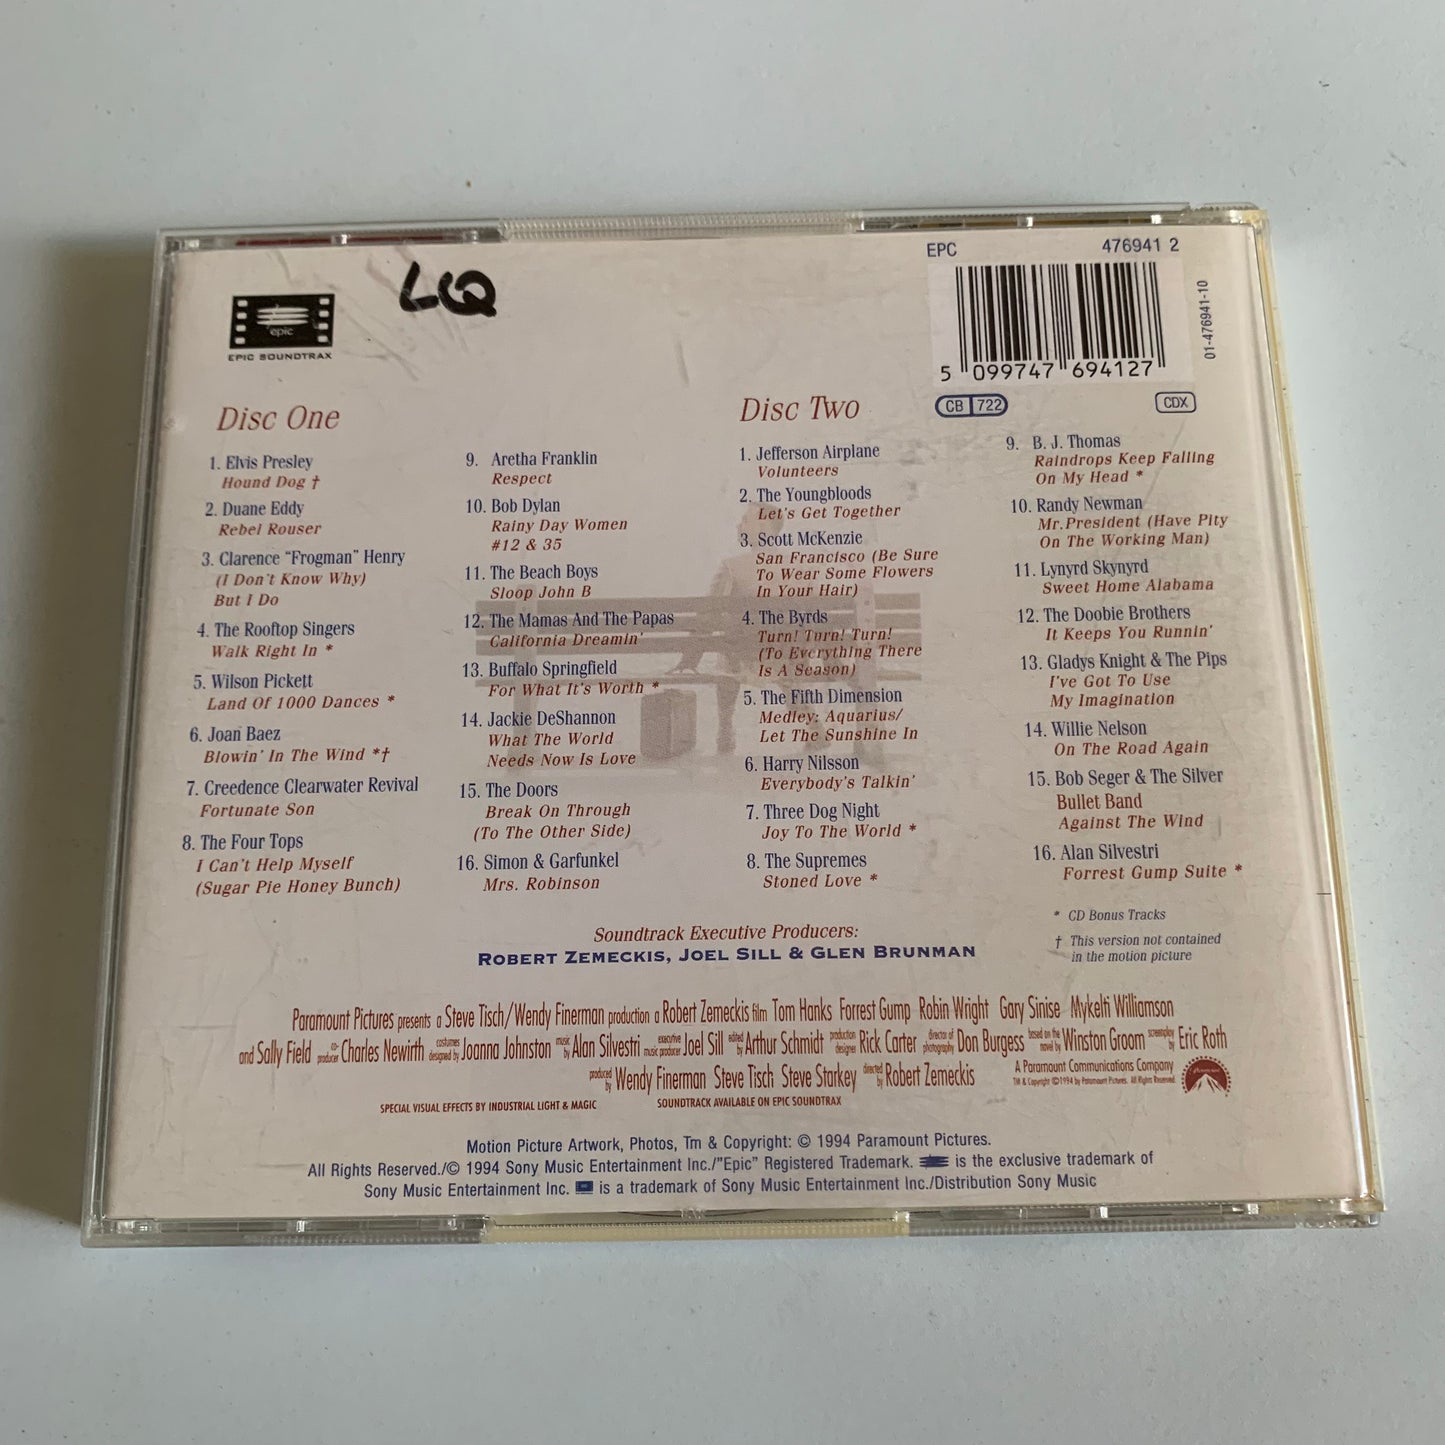 LCQ
EPC 476941 2
01-476941-10
5 099747 694127
CB 722
CDX
epic
EPIC SOUNDTRAX
Disc One
1. Elvis Presley
Hound Dog †
2. Duane Eddy
Rebel Rouser
3. Clarence "Frogman" Henry
(I Don't Know Why)
But I Do
4. The Rooftop Singers
Walk Right In *
5. Wilson Pickett
Land Of 1000 Dances *
6. Joan Baez
Blowin' In The Wind *†
7. Creedence Clearwater Revival
Fortunate Son
8. The Four Tops
I Can't Help Myself
(Sugar Pie Honey Bunch)
9. Aretha Franklin
Respect
10. Bob Dylan
Rainy Day Women
#12 & 35
11. The Beach Boys
Sloop John B
12. The Mamas And The Papas
California Dreamin'
13. Buffalo Springfield
For What It's Worth *
14. Jackie DeShannon
What The World
Needs Now Is Love
15. The Doors
Break On Through
(To The Other Side)
16. Simon & Garfunkel
Mrs. Robinson
Disc Two
1. Jefferson Airplane
Volunteers
2. The Youngbloods
Let's Get Together
3. Scott McKenzie
San Francisco (Be Sure
To Wear Some Flowers
In Your Hair)
4. The Byrds
Turn! Turn! Turn!
(To Everything There
Is A Season)
5. The Fifth Dimension
Medley: Aquarius/
Let The Sunshine In
6. Harry Nilsson
Everybody's Talkin'
7. Three Dog Night
Joy To The World *
8. The Supremes
Stoned Love *
9. B. J. Thomas
Raindrops Keep Falling
On My Head *
10. Randy Newman
Mr. President (Have Pity
On The Working Man)
11. Lynyrd Skynyrd
Sweet Home Alabama
12. The Doobie Brothers
It Keeps You Runnin'
13. Gladys Knight & The Pips
I've Got To Use
My Imagination
14. Willie Nelson
On The Road Again
15. Bob Seger & The Silver
Bullet Band
Against The Wind
16. Alan Silvestri
Forrest Gump Suite *
* CD Bonus Tracks
† This version not contained
in the motion picture
Soundtrack Executive Producers:
ROBERT ZEMECKIS, JOEL SILL & GLEN BRUNMAN
Paramount Pictures presents a Steve Tisch/Wendy Finerman production a Robert Zemeckis film Tom Hanks Forrest Gump Robin Wright Gary Sinise Mykelti Williamson
and Sally Field co-producer Charles Newirth costumes designed by Joanna Johnston music by Alan Silvestri executive music producer Joel Sill edited by Arthur Schmidt production designer Rick Carter director of photography Don Burgess based on the novel by Winston Groom screenplay by Eric Roth
produced by Wendy Finerman Steve Tisch Steve Starkey directed by Robert Zemeckis
A Paramount Communications Company
TM & Copyright ©1994 by Paramount Pictures. All Rights Reserved.
Paramount
SPECIAL VISUAL EFFECTS BY INDUSTRIAL LIGHT & MAGIC SOUNDTRACK AVAILABLE ON EPIC SOUNDTRAX
Motion Picture Artwork, Photos, Tm & Copyright: © 1994 Paramount Pictures.
All Rights Reserved./© 1994 Sony Music Entertainment Inc./"Epic" Registered Trademark. is the exclusive trademark of
Sony Music Entertainment Inc. is a trademark of Sony Music Entertainment Inc./Distribution Sony Music